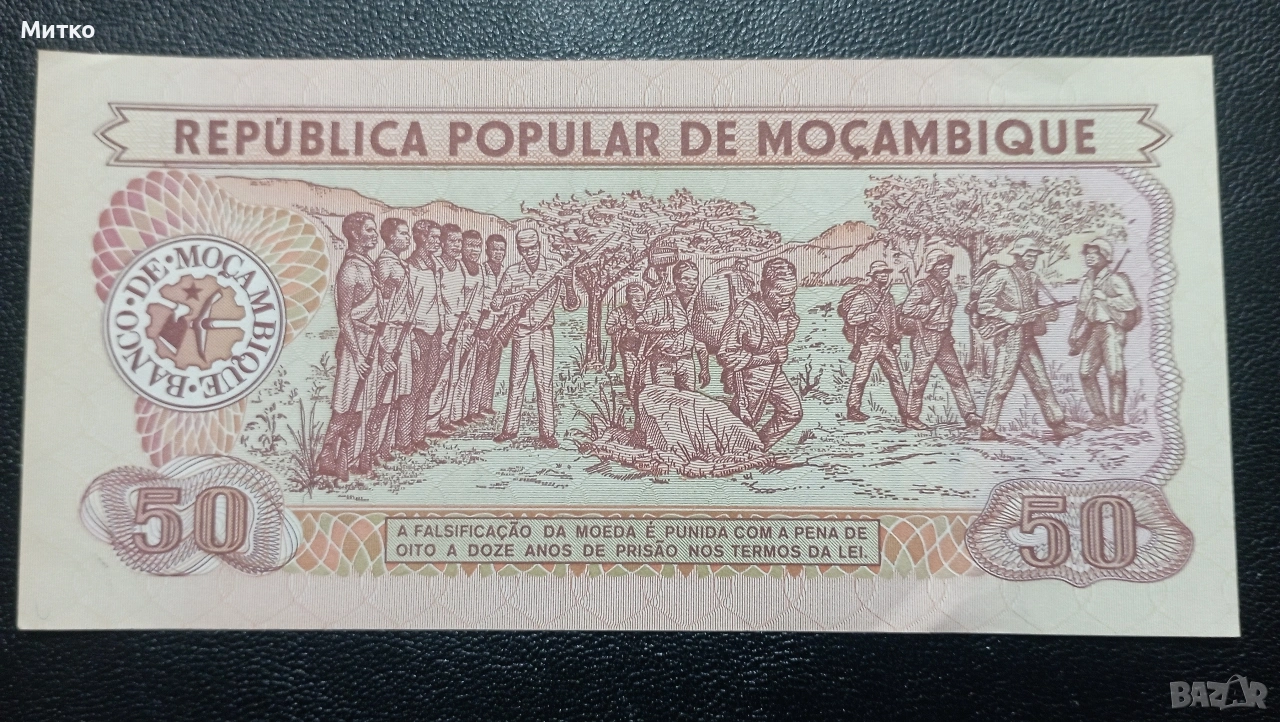 Митко
REPÚBLICA POPULAR DE MOÇAMBIQUE
BANCO·DE·MOÇAMBIQUE·
50
A FALSIFICAÇÃO DA MOEDA É PUNIDA COM A PENA DE
OITO A DOZE ANOS DE PRISÃO NOS TERMOS DA LEI.
50
BAZAR